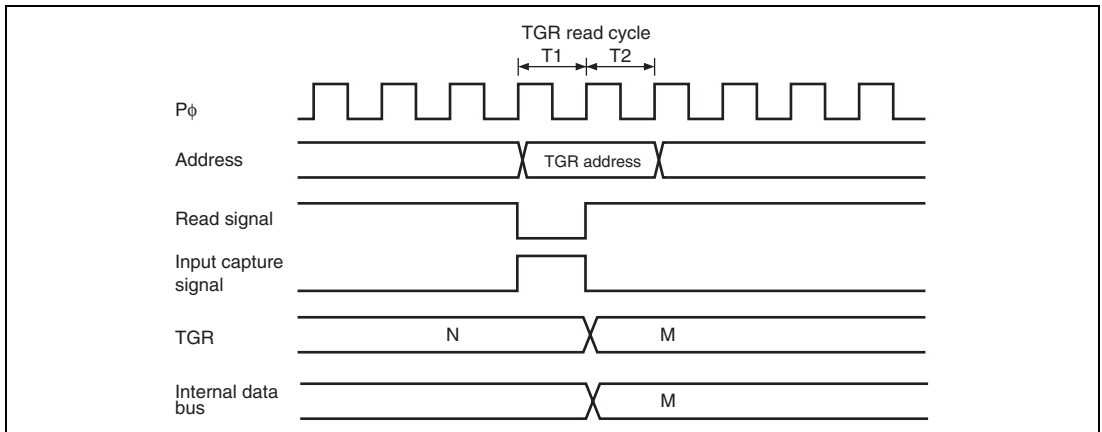 TGR read cycle
T1 T2
Pϕ
Address
TGR address
Read signal
Input capture
signal
TGR
N
M
Internal data
bus
M